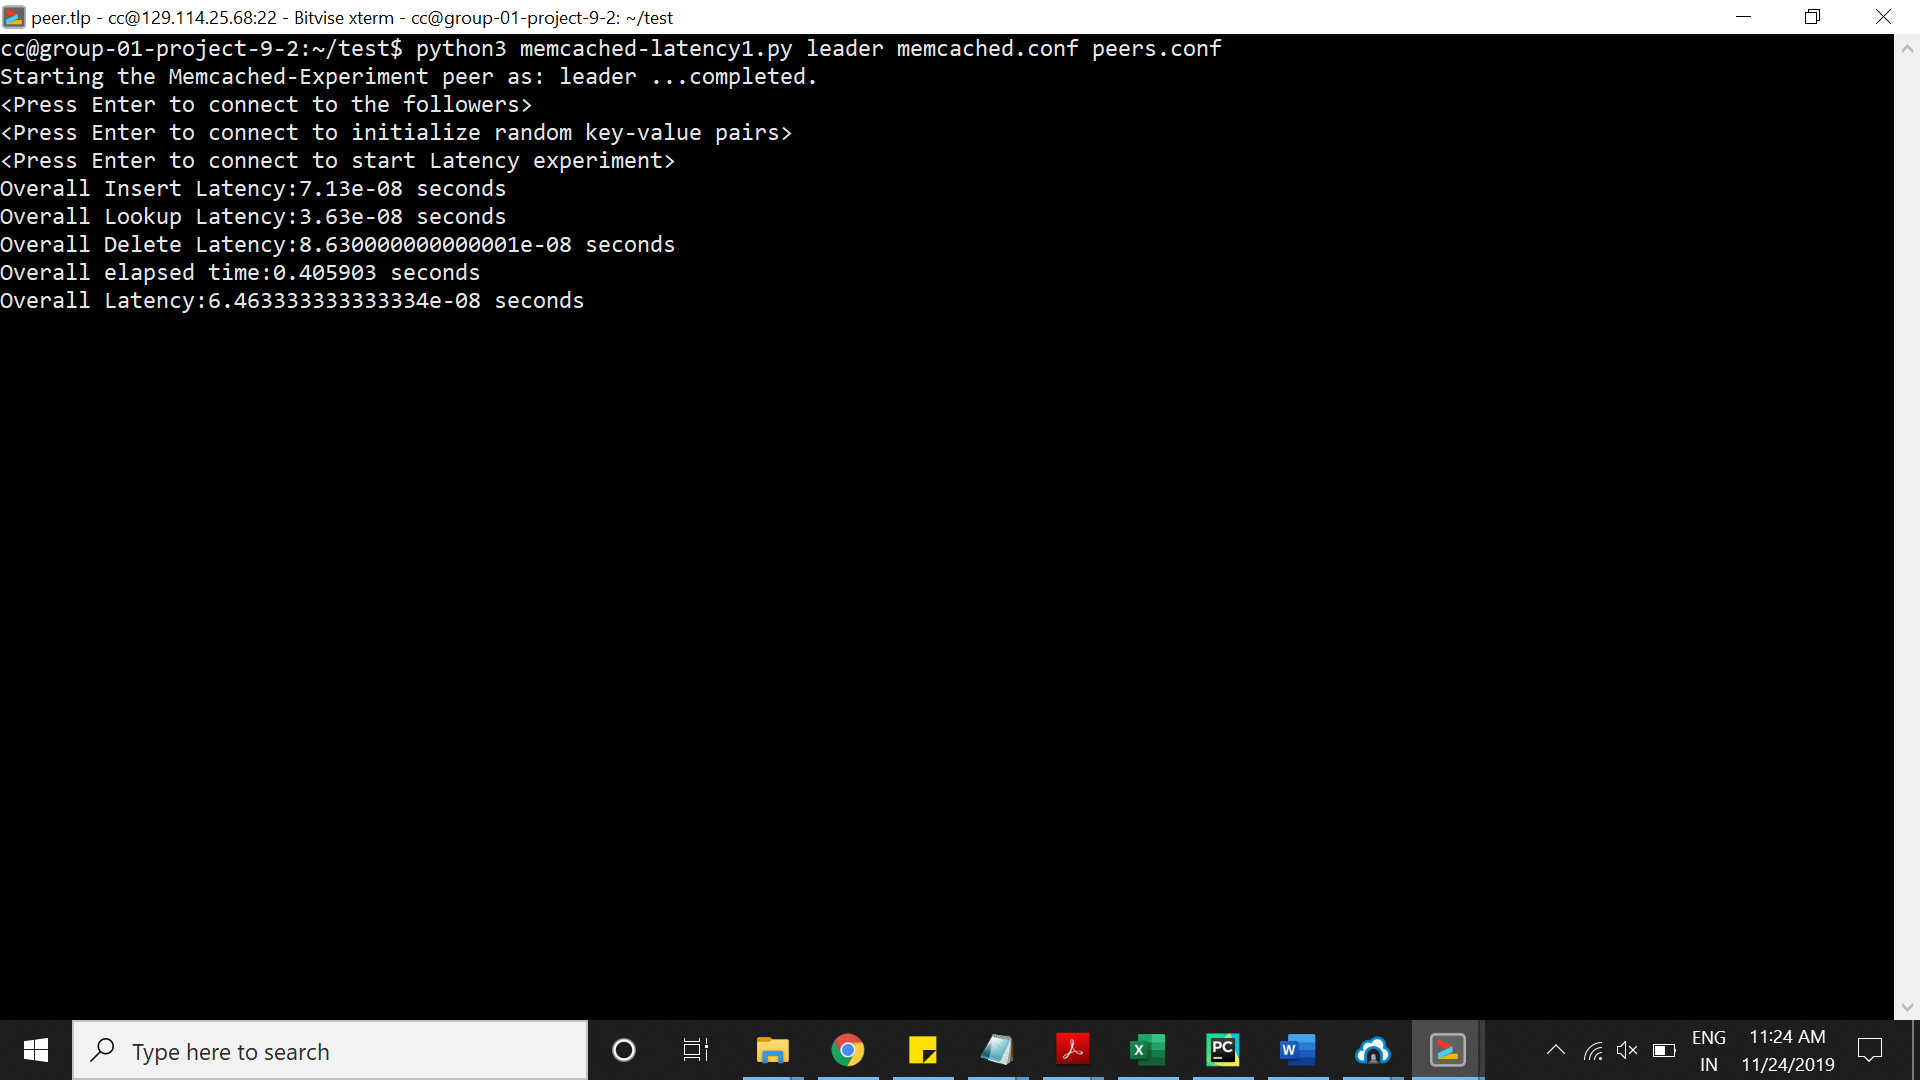 peer.tlp - cc@129.114.25.68:22 - Bitvise xterm - cc@group-01-project-9-2: ~/test
cc@group-01-project-9-2:~/test$ python3 memcached-latency1.py leader memcached.conf peers.conf
Starting the Memcached-Experiment peer as: leader ...completed.
<Press Enter to connect to the followers>
<Press Enter to connect to initialize random key-value pairs>
<Press Enter to connect to start Latency experiment>
Overall Insert Latency:7.13e-08 seconds
Overall Lookup Latency:3.63e-08 seconds
Overall Delete Latency:8.630000000000001e-08 seconds
Overall elapsed time:0.405903 seconds
Overall Latency:6.463333333333334e-08 seconds
Type here to search
X
PC
W
ENG
IN
11:24 AM
11/24/2019